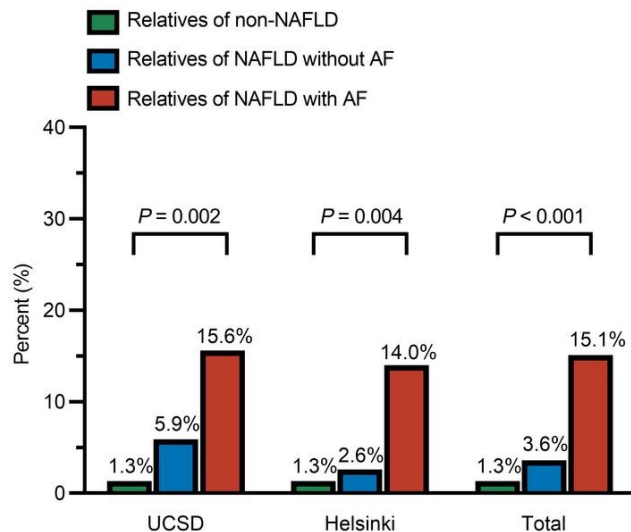 Relatives of non-NAFLD
Relatives of NAFLD without AF
Relatives of NAFLD with AF
Percent (%)
40
30
20
10
0
P = 0.002
P = 0.004
P < 0.001
1.3%
5.9%
15.6%
1.3%
2.6%
14.0%
1.3%
3.6%
15.1%
UCSD
Helsinki
Total